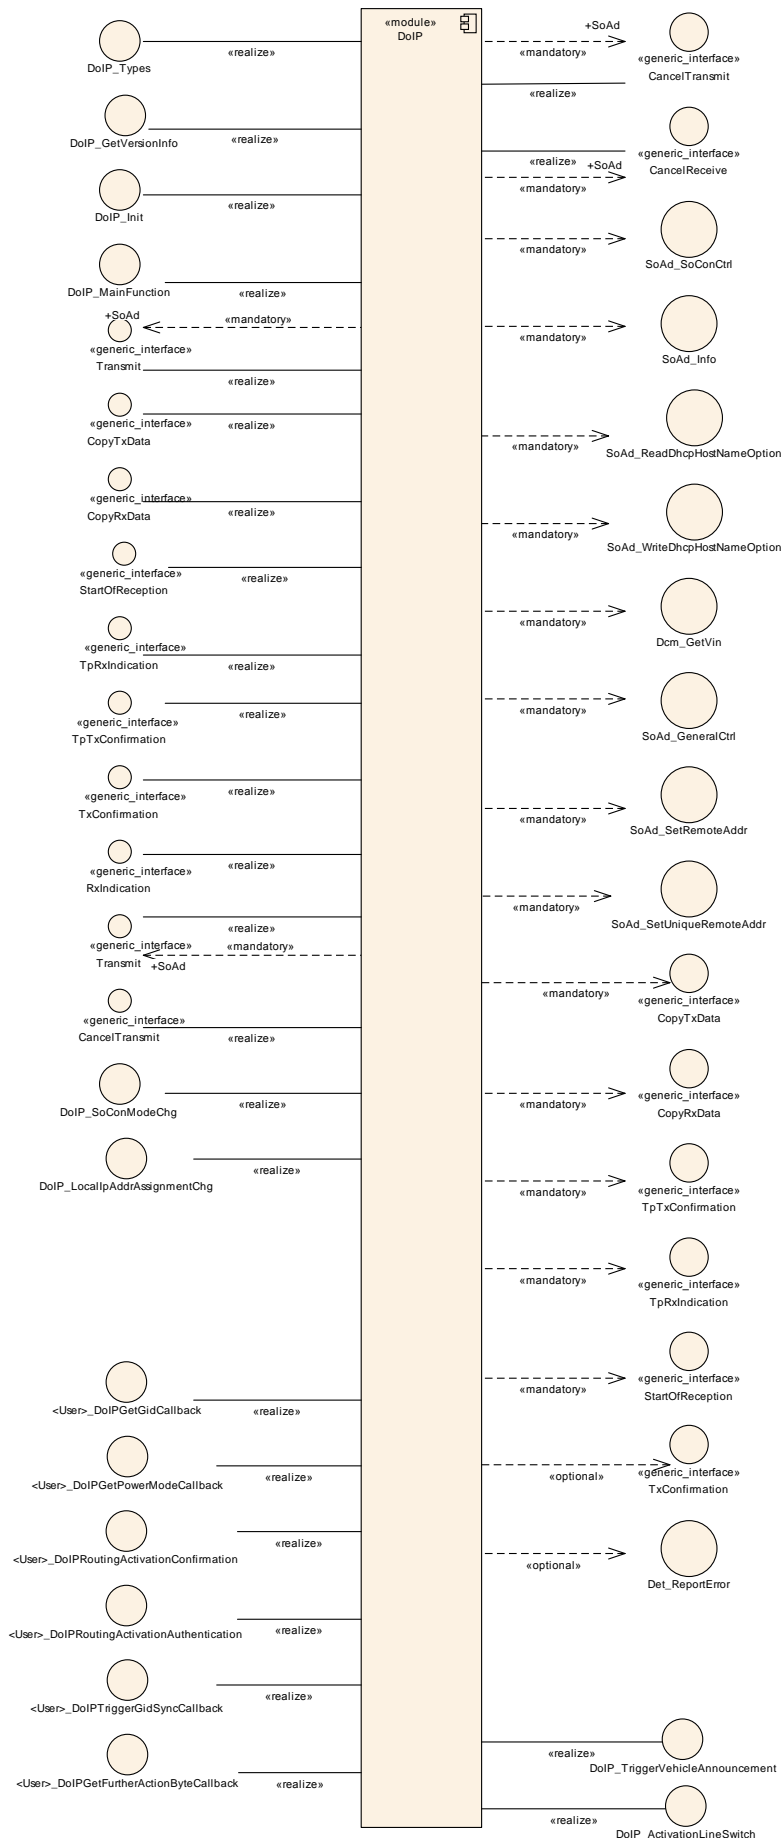 «module»
DoIP
DoIP_Types
«realize»
DoIP_GetVersionInfo
«realize»
DoIP_Init
«realize»
DoIP_MainFunction
«realize»
+SoAd
«mandatory»
«generic_interface»
Transmit
«realize»
«generic_interface»
CopyTxData
«realize»
«generic_interface»
CopyRxData
«realize»
«generic_interface»
StartOfReception
«realize»
«generic_interface»
TpRxIndication
«realize»
«generic_interface»
TpTxConfirmation
«realize»
«generic_interface»
TxConfirmation
«realize»
«generic_interface»
RxIndication
«realize»
«realize»
«generic_interface»
Transmit
«mandatory»
+SoAd
«generic_interface»
CancelTransmit
«realize»
DoIP_SoConModeChg
«realize»
DoIP_LocalIpAddrAssignmentChg
«realize»
<User>_DoIPGetGidCallback
«realize»
<User>_DoIPGetPowerModeCallback
«realize»
<User>_DoIPRoutingActivationConfirmation
«realize»
<User>_DoIPRoutingActivationAuthentication
«realize»
<User>_DoIPTriggerGidSyncCallback
«realize»
<User>_DoIPGetFurtherActionByteCallback
«realize»
+SoAd
«mandatory»
«generic_interface»
CancelTransmit
«realize»
«realize»
+SoAd
«generic_interface»
CancelReceive
«mandatory»
«mandatory»
SoAd_SoConCtrl
«mandatory»
SoAd_Info
«mandatory»
SoAd_ReadDhcpHostNameOption
«mandatory»
SoAd_WriteDhcpHostNameOption
«mandatory»
Dcm_GetVin
«mandatory»
SoAd_GeneralCtrl
«mandatory»
SoAd_SetRemoteAddr
«mandatory»
SoAd_SetUniqueRemoteAddr
«mandatory»
«generic_interface»
CopyTxData
«mandatory»
«generic_interface»
CopyRxData
«mandatory»
«generic_interface»
TpTxConfirmation
«mandatory»
«generic_interface»
TpRxIndication
«mandatory»
«generic_interface»
StartOfReception
«optional»
«generic_interface»
TxConfirmation
«optional»
Det_ReportError
«realize»
DoIP_TriggerVehicleAnnouncement
«realize»
DoIP_ActivationLineSwitch